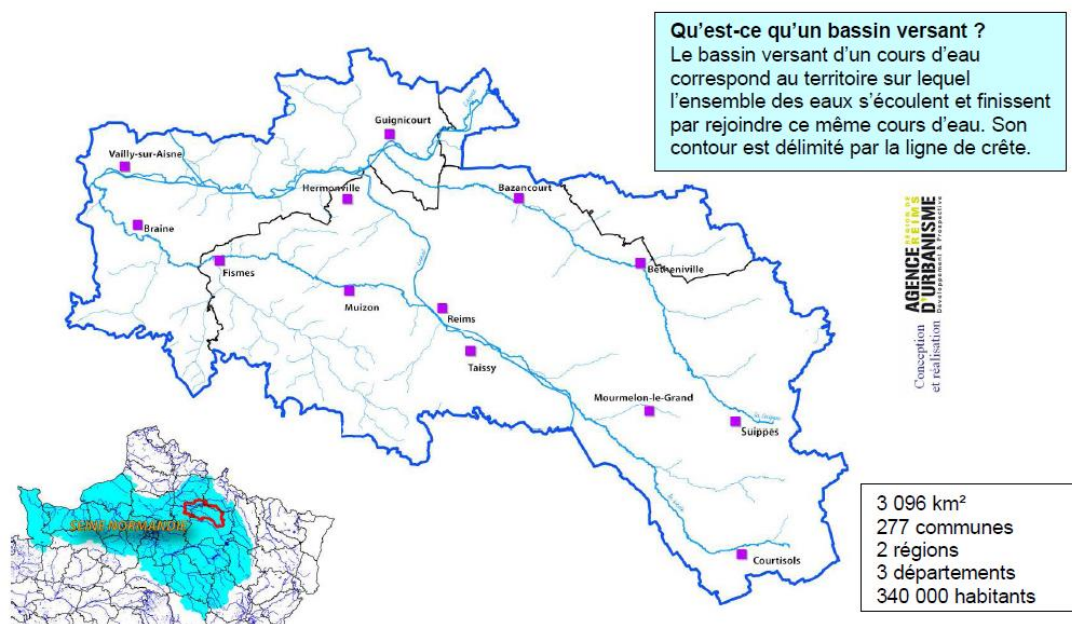 Qu'est-ce qu'un bassin versant ?
Le bassin versant d'un cours d'eau
correspond au territoire sur lequel
l'ensemble des eaux s'écoulent et finissent
par rejoindre ce même cours d'eau. Son
contour est délimité par la ligne de crête.
Guignicourt
Vailly-sur-Aisne
Hermonville
Bazancourt
Braine
Fismes
Betheniville
Muizon
Reims
Taissy
Mourmelon-le-Grand
Suippes
Courtisols
AGENCE RÉGION DE REIMS
D'URBANISME
Développement & Prospective
Conception
et réalisation
SEINE NORMANDIE
3 096 km²
277 communes
2 régions
3 départements
340 000 habitants